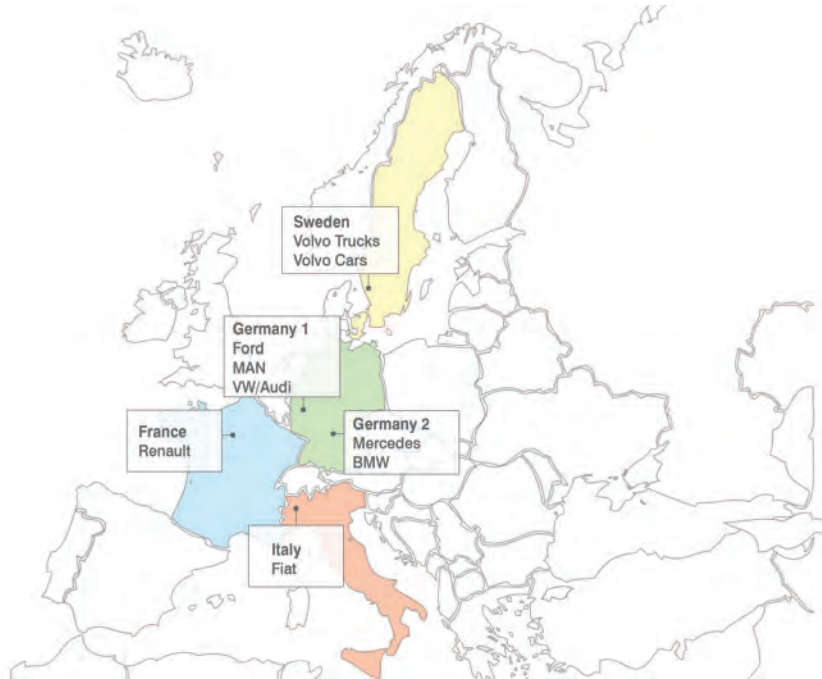 Sweden
Volvo Trucks
Volvo Cars
Germany 1
Ford
MAN
VW/Audi
France
Renault
Germany 2
Mercedes
BMW
Italy
Fiat